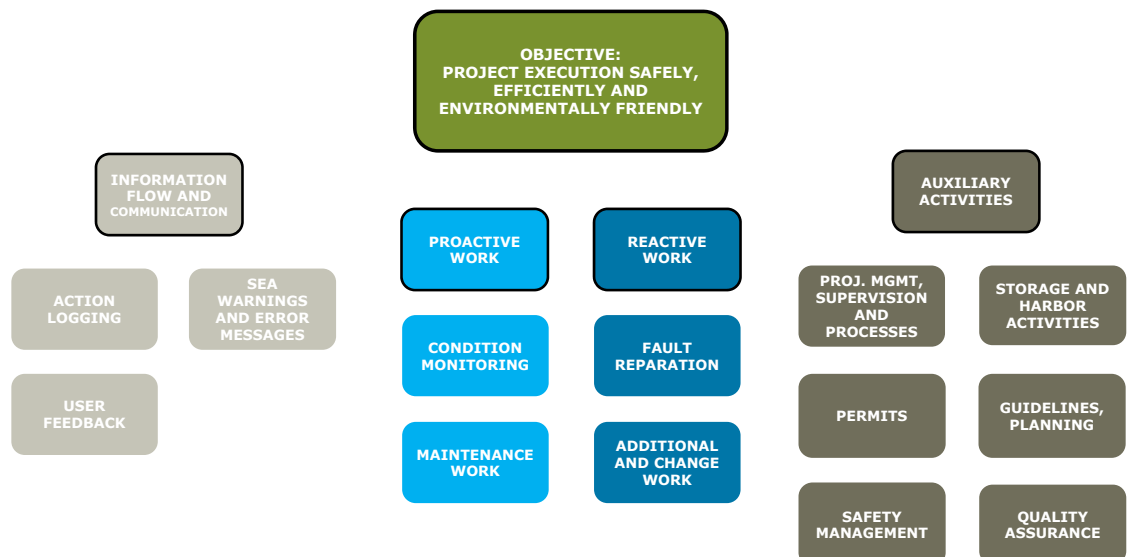 OBJECTIVE:
PROJECT EXECUTION SAFELY,
EFFICIENTLY AND
ENVIRONMENTALLY FRIENDLY
INFORMATION
FLOW AND
COMMUNICATION
ACTION
LOGGING
SEA
WARNINGS
AND ERROR
MESSAGES
USER
FEEDBACK
PROACTIVE
WORK
REACTIVE
WORK
CONDITION
MONITORING
FAULT
REPARATION
MAINTENANCE
WORK
ADDITIONAL
AND CHANGE
WORK
AUXILIARY
ACTIVITIES
PROJ. MGMT,
SUPERVISION
AND
PROCESSES
STORAGE AND
HARBOR
ACTIVITIES
PERMITS
GUIDELINES,
PLANNING
SAFETY
MANAGEMENT
QUALITY
ASSURANCE